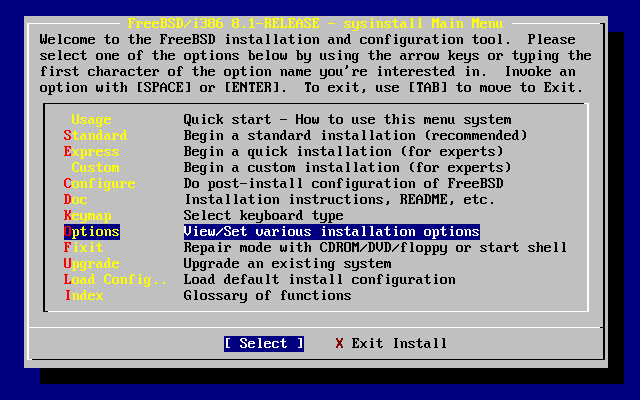 FreeBSD/i386 8.1-RELEASE - sysinstall Main Menu
Welcome to the FreeBSD installation and configuration tool.  Please
select one of the options below by using the arrow keys or typing the
first character of the option name you're interested in.  Invoke an
option with [SPACE] or [ENTER].  To exit, use [TAB] to move to Exit.
Usage Quick start - How to use this menu system
Standard Begin a standard installation (recommended)
Express Begin a quick installation (for experts)
Custom Begin a custom installation (for experts)
Configure Do post-install configuration of FreeBSD
Doc Installation instructions, README, etc.
Keymap Select keyboard type
Options View/Set various installation options
Fixit Repair mode with CDROM/DVD/floppy or start shell
Upgrade Upgrade an existing system
Load Config.. Load default install configuration
Index Glossary of functions
[ Select ] X Exit Install